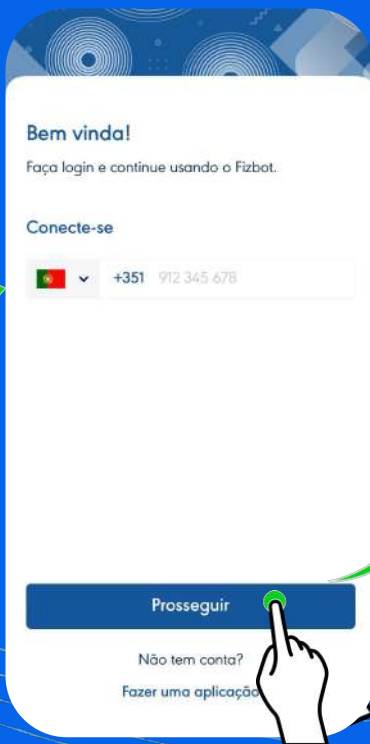 Bem vinda!
Faça login e continue usando o Fizbot.
Conecte-se
+351 912 345 678
Prosseguir
Não tem conta?
Fazer uma aplicação